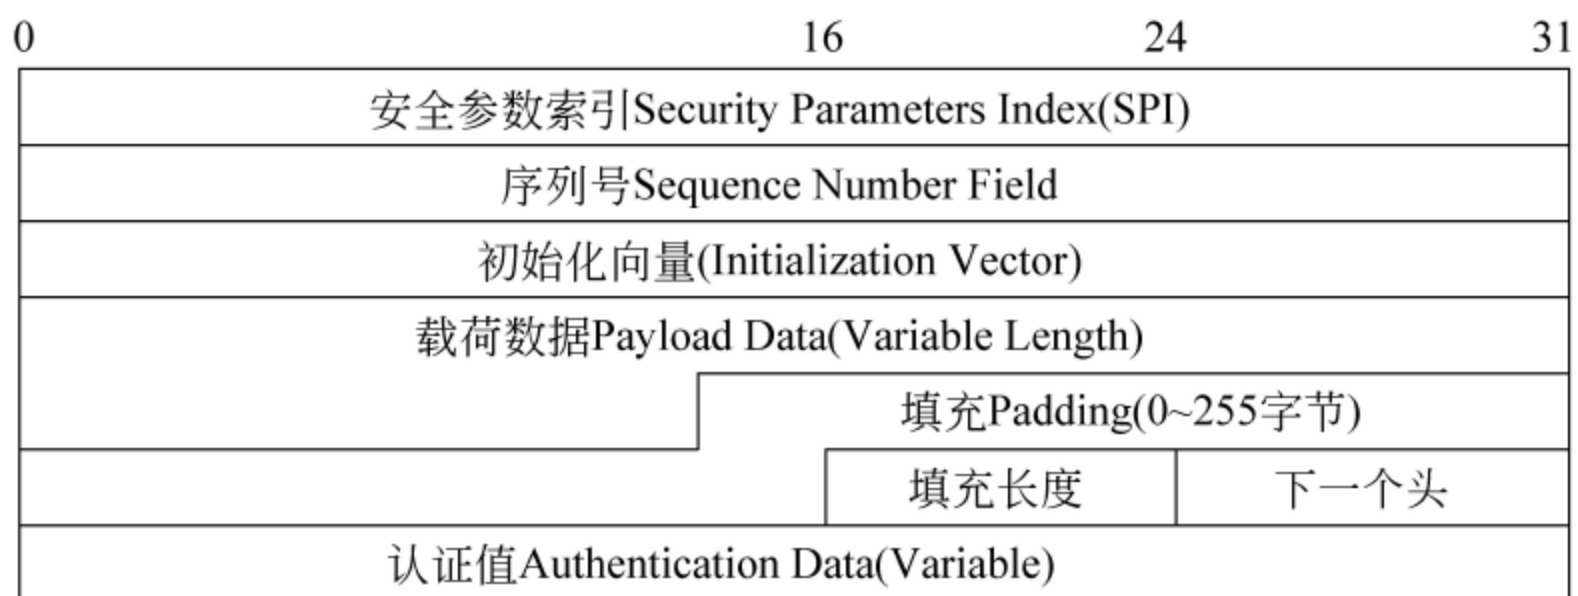 0 16 24 31
安全参数索引Security Parameters Index(SPI)
序列号Sequence Number Field
初始化向量(Initialization Vector)
载荷数据Payload Data(Variable Length)
填充Padding(0~255字节)
填充长度 下一个头
认证值Authentication Data(Variable)